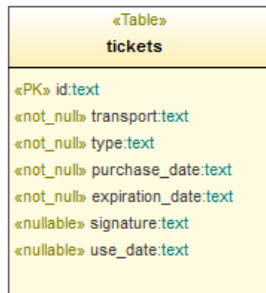 «Table»
tickets
«PK» id:text
«not_null» transport:text
«not_null» type:text
«not_null» purchase_date:text
«not_null» expiration_date:text
«nullable» signature:text
«nullable» use_date:text